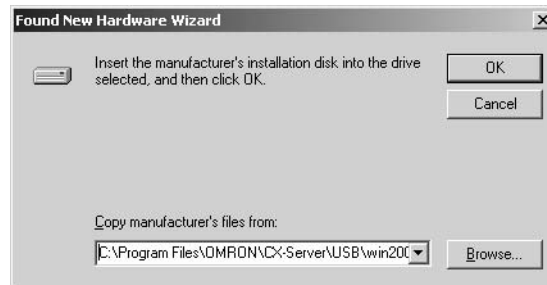 Found New Hardware Wizard
Insert the manufacturer's installation disk into the drive
selected, and then click OK.
OK
Cancel
Copy manufacturer's files from:
C:\Program Files\OMRON\CX-Server\USB\win200
Browse...